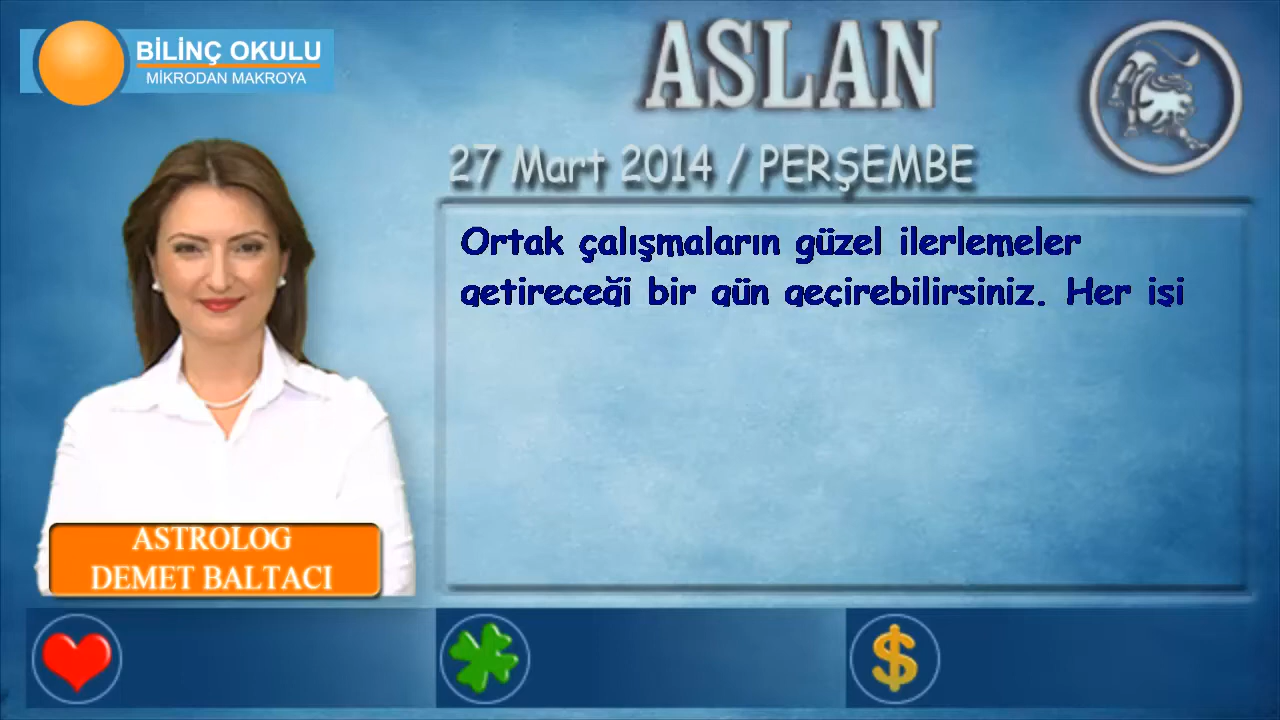 BİLİNÇ OKULU
MİKRODAN MAKROYA
ASLAN
27 Mart 2014 / PERŞEMBE
Ortak çalışmaların güzel ilerlemeler
getireceği bir gün geçirebilirsiniz. Her işi
ASTROLOG
DEMET BALTACI
$